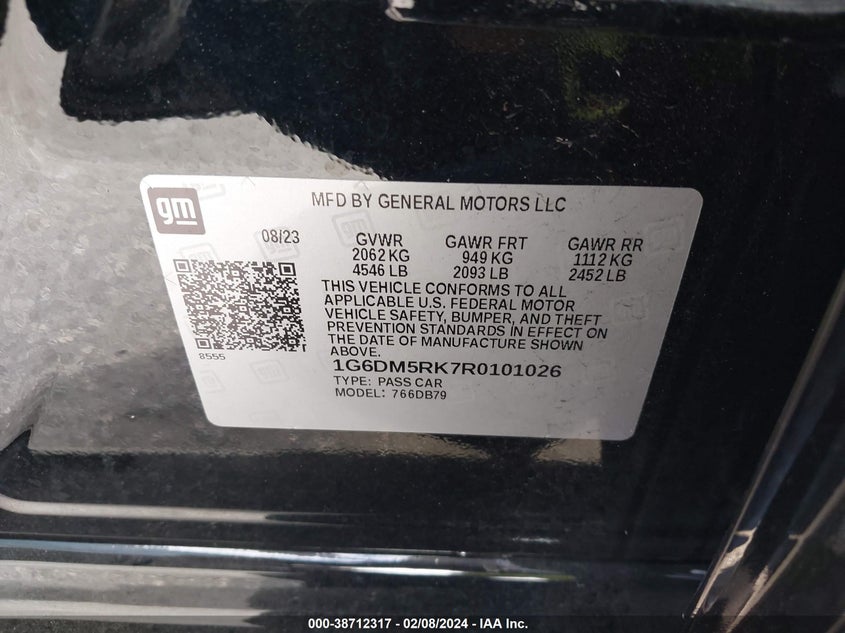 gm
MFD BY GENERAL MOTORS LLC
08/23
GVWR GAWR FRT GAWR RR
2062 KG 949 KG 1112 KG
4546 LB 2093 LB 2452 LB
THIS VEHICLE CONFORMS TO ALL
APPLICABLE U.S. FEDERAL MOTOR
VEHICLE SAFETY, BUMPER, AND THEFT
PREVENTION STANDARDS IN EFFECT ON
THE DATE OF MANUFACTURE SHOWN
ABOVE.
8555
1G6DM5RK7R0101026
TYPE: PASS CAR
MODEL: 766DB79
000-38712317 - 02/08/2024 - IAA Inc.